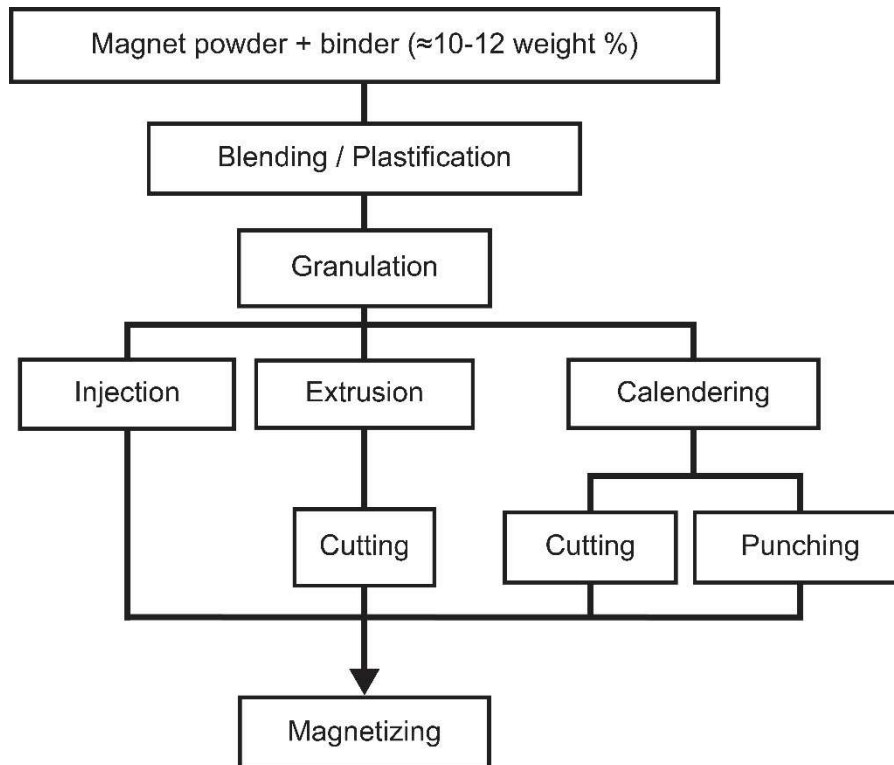 Magnet powder + binder (≈10-12 weight %)
Blending / Plastification
Granulation
Injection
Extrusion
Calendering
Cutting
Cutting
Punching
Magnetizing